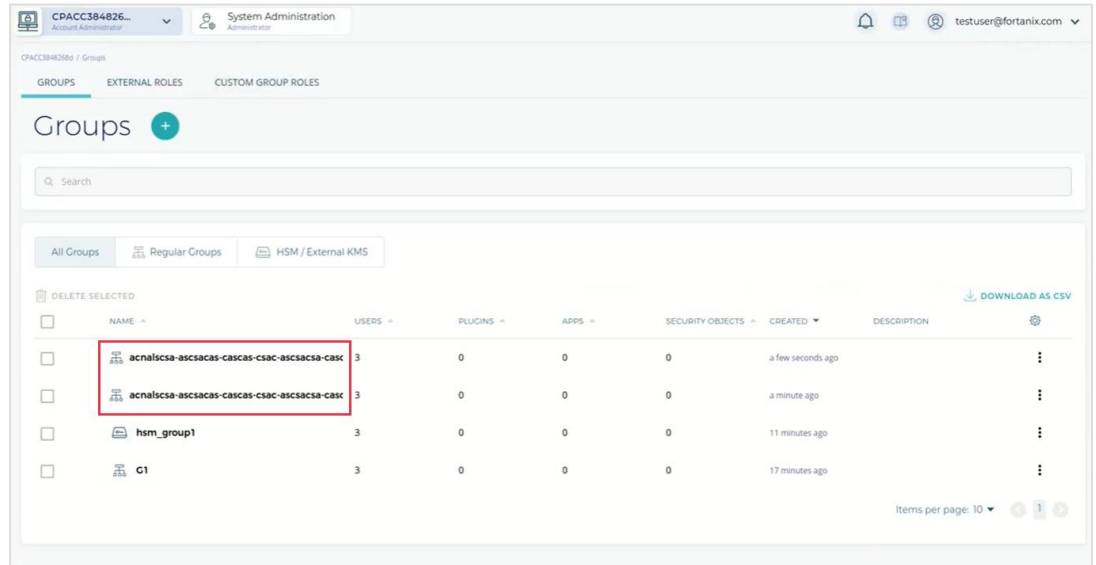 CPACC384826...
Account Administrator
System Administration
Administrator
testuser@fortanix.com
CPACC3848268d / Groups
GROUPS EXTERNAL ROLES CUSTOM GROUP ROLES
Groups +
Search
All Groups Regular Groups HSM / External KMS
DELETE SELECTED DOWNLOAD AS CSV
NAME USERS PLUGINS APPS SECURITY OBJECTS CREATED DESCRIPTION
acnalscsa-ascsacas-cascas-csac-ascsacsa-casc 3 0 0 0 a few seconds ago
acnalscsa-ascsacas-cascas-csac-ascsacsa-casc 3 0 0 0 a minute ago
hsm_group1 3 0 0 0 11 minutes ago
G1 3 0 0 0 17 minutes ago
Items per page: 10 1